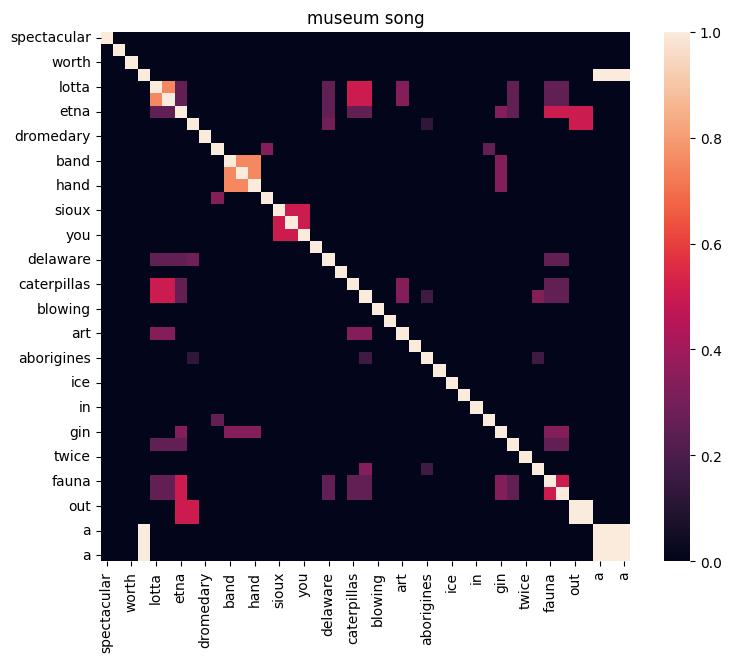 museum song
spectacular
worth
lotta
etna
dromedary
band
hand
sioux
you
delaware
caterpillas
blowing
art
aborigines
ice
in
gin
twice
fauna
out
a
a
spectacular
worth
lotta
etna
dromedary
band
hand
sioux
you
delaware
caterpillas
blowing
art
aborigines
ice
in
gin
twice
fauna
out
a
a
1.0
0.8
0.6
0.4
0.2
0.0